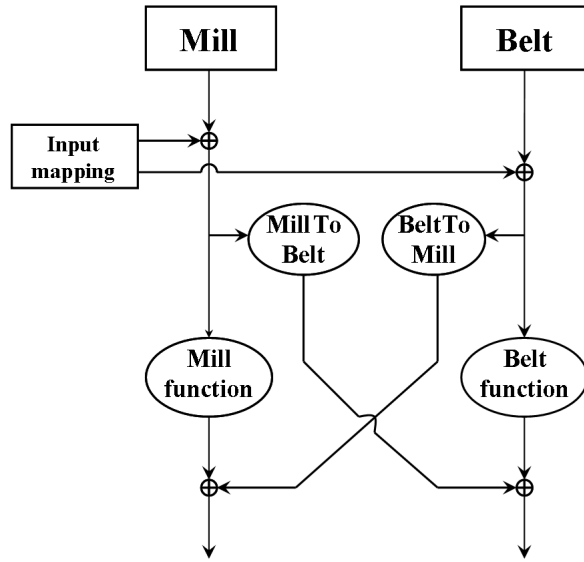 Mill
Belt
Input
mapping
Mill To
Belt
Belt To
Mill
Mill
function
Belt
function